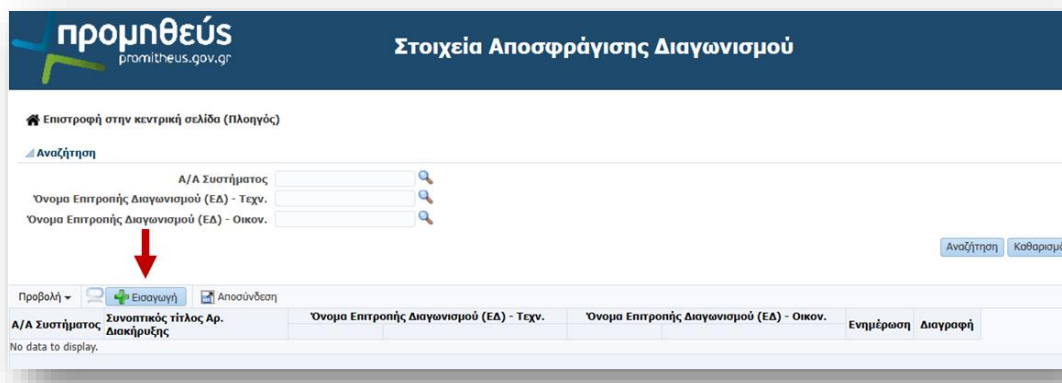 προμηθεύς
promitheus.gov.gr
Στοιχεία Αποσφράγισης Διαγωνισμού
Επιστροφή στην κεντρική σελίδα (Πλοηγός)
Αναζήτηση
Α/Α Συστήματος
Όνομα Επιτροπής Διαγωνισμού (ΕΔ) - Τεχν.
Όνομα Επιτροπής Διαγωνισμού (ΕΔ) - Οικον.
Αναζήτηση Καθαρισμό
Προβολή Εισαγωγή Αποσύνδεση
Α/Α Συστήματος Συνοπτικός τίτλος Αρ. Διακήρυξης Όνομα Επιτροπής Διαγωνισμού (ΕΔ) - Τεχν. Όνομα Επιτροπής Διαγωνισμού (ΕΔ) - Οικον. Ενημέρωση Διαγραφή
No data to display.